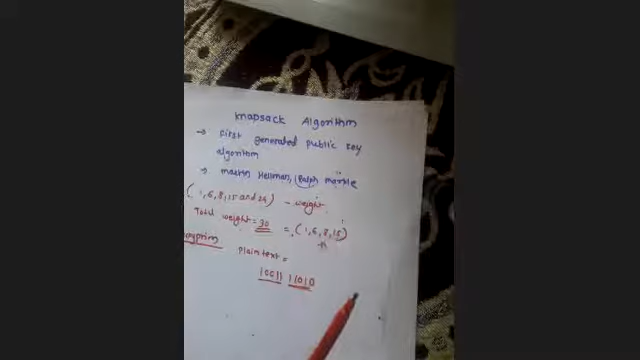 Knapsack Algorithm
→ First generated public key
algorithm
→ Martin Hellman, Ralph Markle
(1,6,8,15 and 24) - weight
Total weight = 30 = (1,6,8,15)
Plain text =
10011 11010